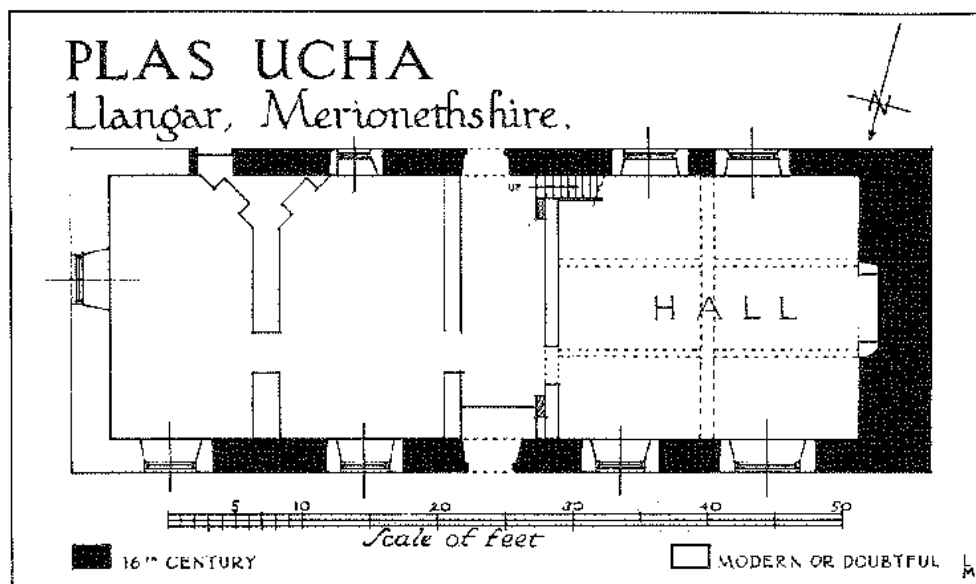 PLAS UCHA
Llangar, Merionethshire.
N
UP
HALL
5 10 20 30 40 50
Scale of feet
16TH CENTURY
MODERN OR DOUBTFUL